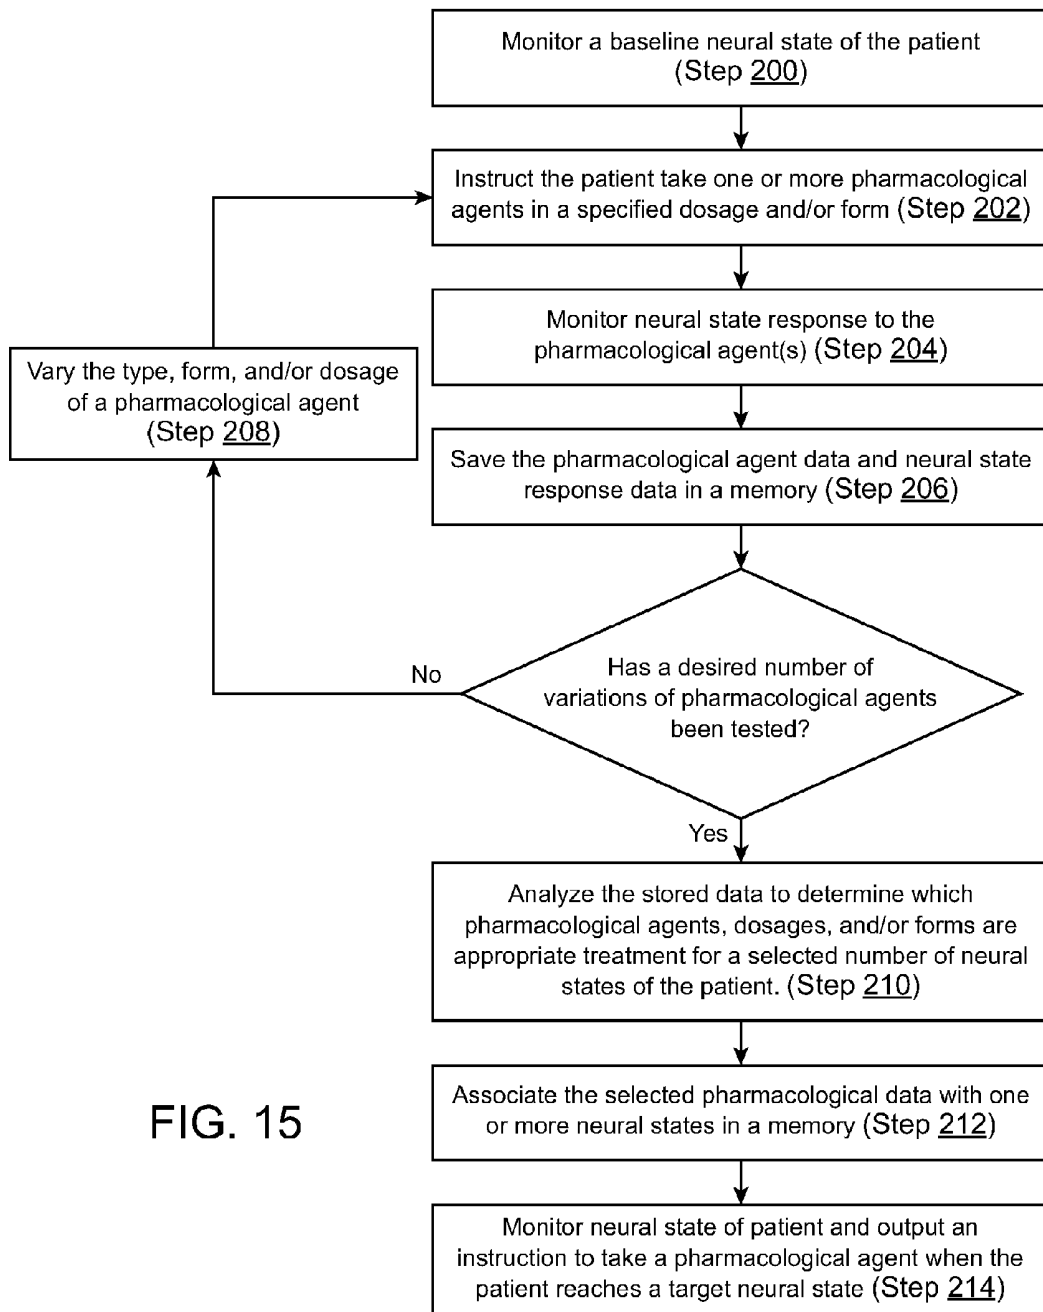 Monitor a baseline neural state of the patient
(Step 200)
Instruct the patient take one or more pharmacological
agents in a specified dosage and/or form (Step 202)
Monitor neural state response to the
pharmacological agent(s) (Step 204)
Vary the type, form, and/or dosage
of a pharmacological agent
(Step 208)
Save the pharmacological agent data and neural state
response data in a memory (Step 206)
No
Has a desired number of
variations of pharmacological agents
been tested?
Yes
Analyze the stored data to determine which
pharmacological agents, dosages, and/or forms are
appropriate treatment for a selected number of neural
states of the patient. (Step 210)
Associate the selected pharmacological data with one
or more neural states in a memory (Step 212)
FIG. 15
Monitor neural state of patient and output an
instruction to take a pharmacological agent when the
patient reaches a target neural state (Step 214)